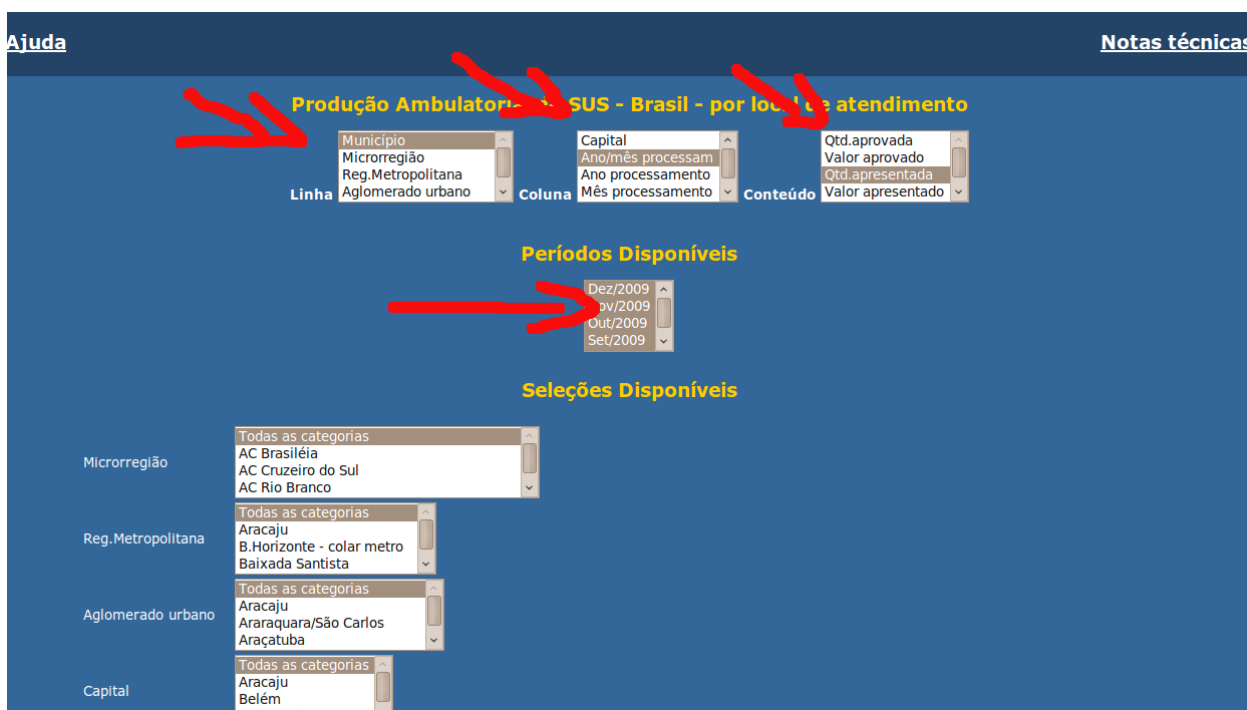 Ajuda
Notas técnicas
Produção Ambulatorial do SUS - Brasil - por local de atendimento
Linha
Município
Microrregião
Reg.Metropolitana
Aglomerado urbano
Coluna
Capital
Ano/mês processam
Ano processamento
Mês processamento
Conteúdo
Qtd.aprovada
Valor aprovado
Qtd.apresentada
Valor apresentado
Períodos Disponíveis
Dez/2009
Nov/2009
Out/2009
Set/2009
Seleções Disponíveis
Microrregião
Todas as categorias
AC Brasiléia
AC Cruzeiro do Sul
AC Rio Branco
Reg.Metropolitana
Todas as categorias
Aracaju
B.Horizonte - colar metro
Baixada Santista
Aglomerado urbano
Todas as categorias
Aracaju
Araraquara/São Carlos
Araçatuba
Capital
Todas as categorias
Aracaju
Belém